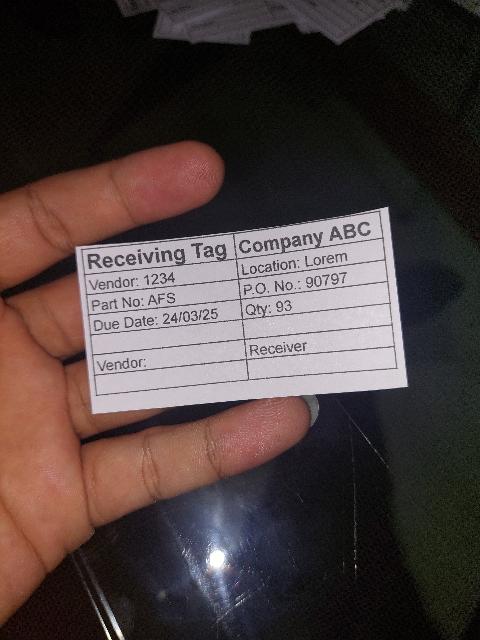 Receiving Tag Company ABC
Vendor: 1234 Location: Lorem
Part No: AFS P.O. No.: 90797
Due Date: 24/03/25 Qty: 93
Vendor: Receiver